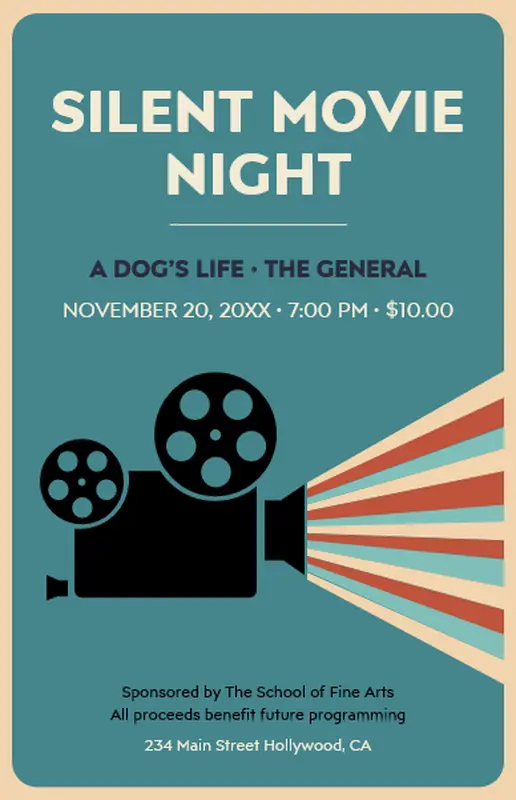 SILENT MOVIE
NIGHT
A DOG'S LIFE • THE GENERAL
NOVEMBER 20, 20XX • 7:00 PM • $10.00
Sponsored by The School of Fine Arts
All proceeds benefit future programming
234 Main Street Hollywood, CA